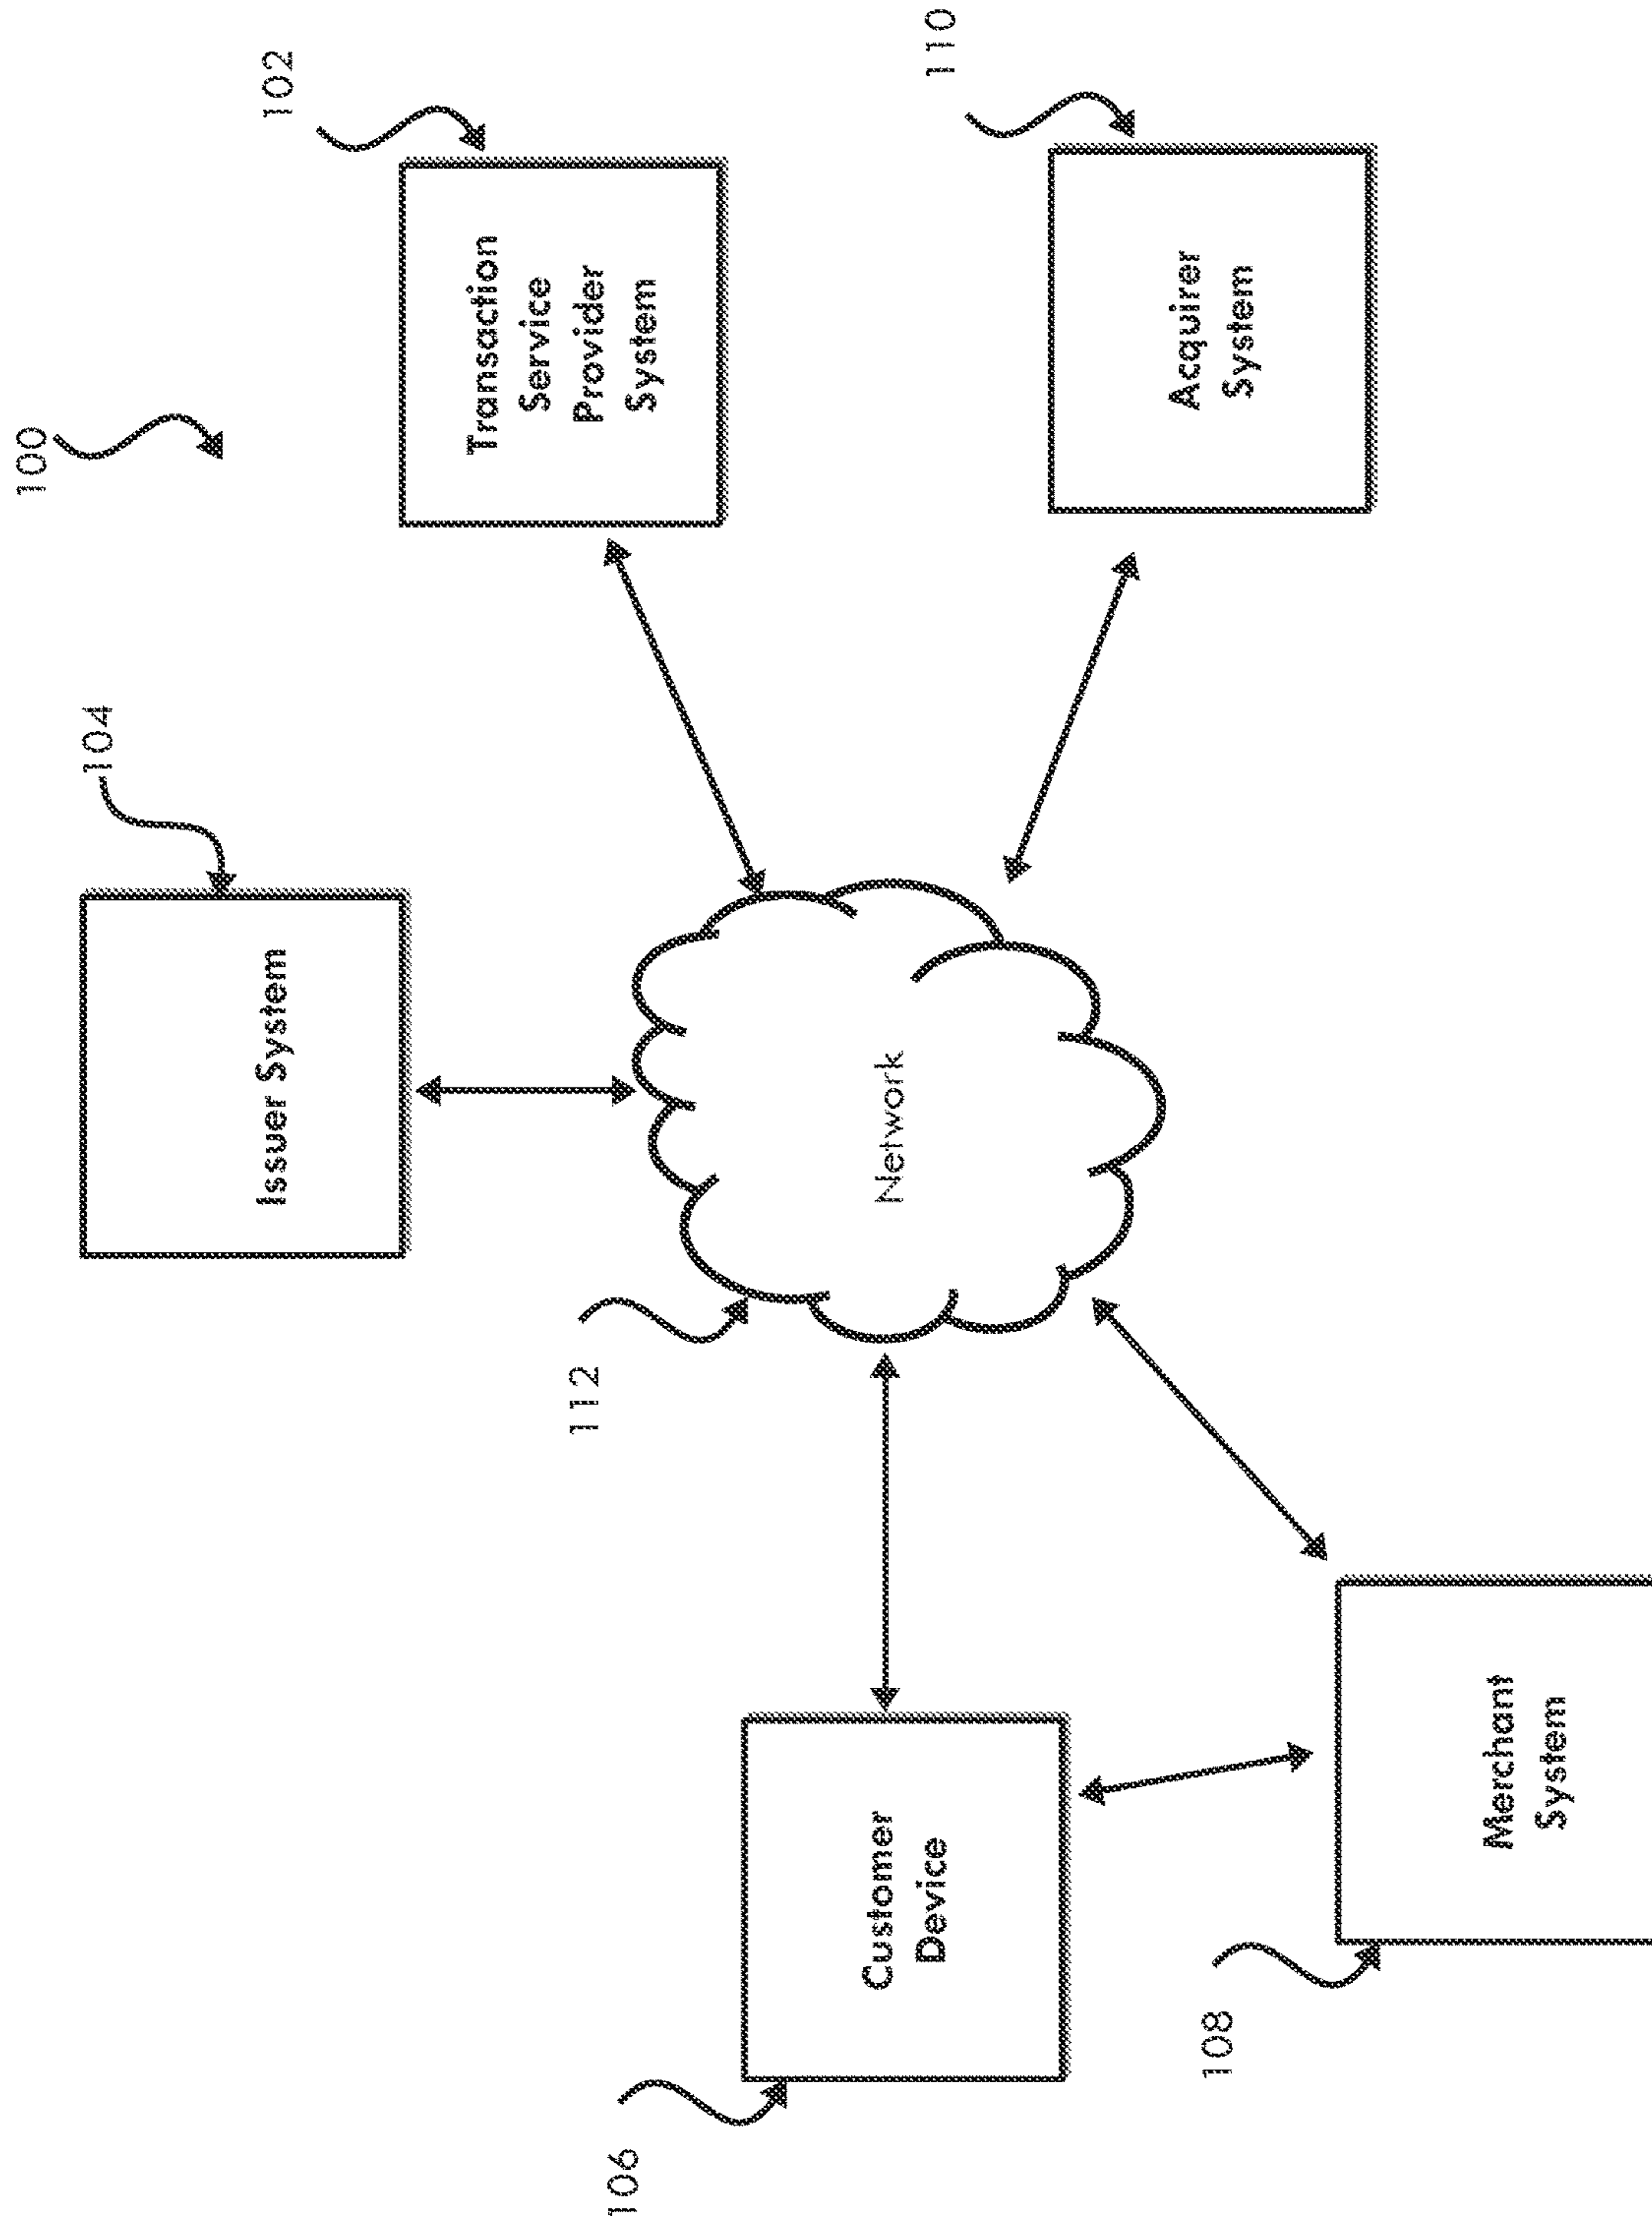 100
104
Issuer System
102
Transaction
Service
Provider
System
112
Network
106
Customer
Device
110
Acquirer
System
108
Merchant
System